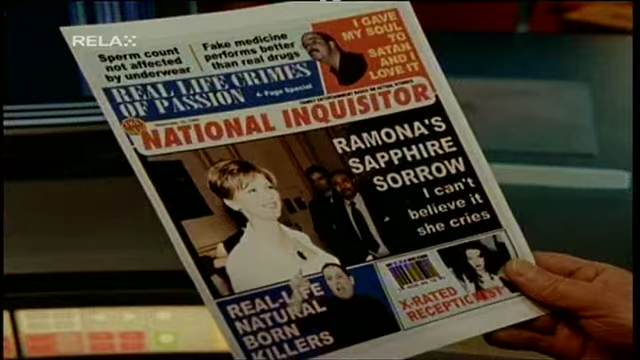 RELAX
Sperm count
not affected
by underwear
Fake medicine
performs better
than real drugs
I GAVE
MY SOUL
TO
SATAN
AND I
LOVE IT
REAL LIFE CRIMES
OF PASSION
4-Page Special
NATIONAL INQUISITOR
RAMONA'S
SAPPHIRE
SORROW
I can't
believe it
she cries
REAL-LIFE
NATURAL
BORN
KILLERS
X-RATED
RECEPTIONIST